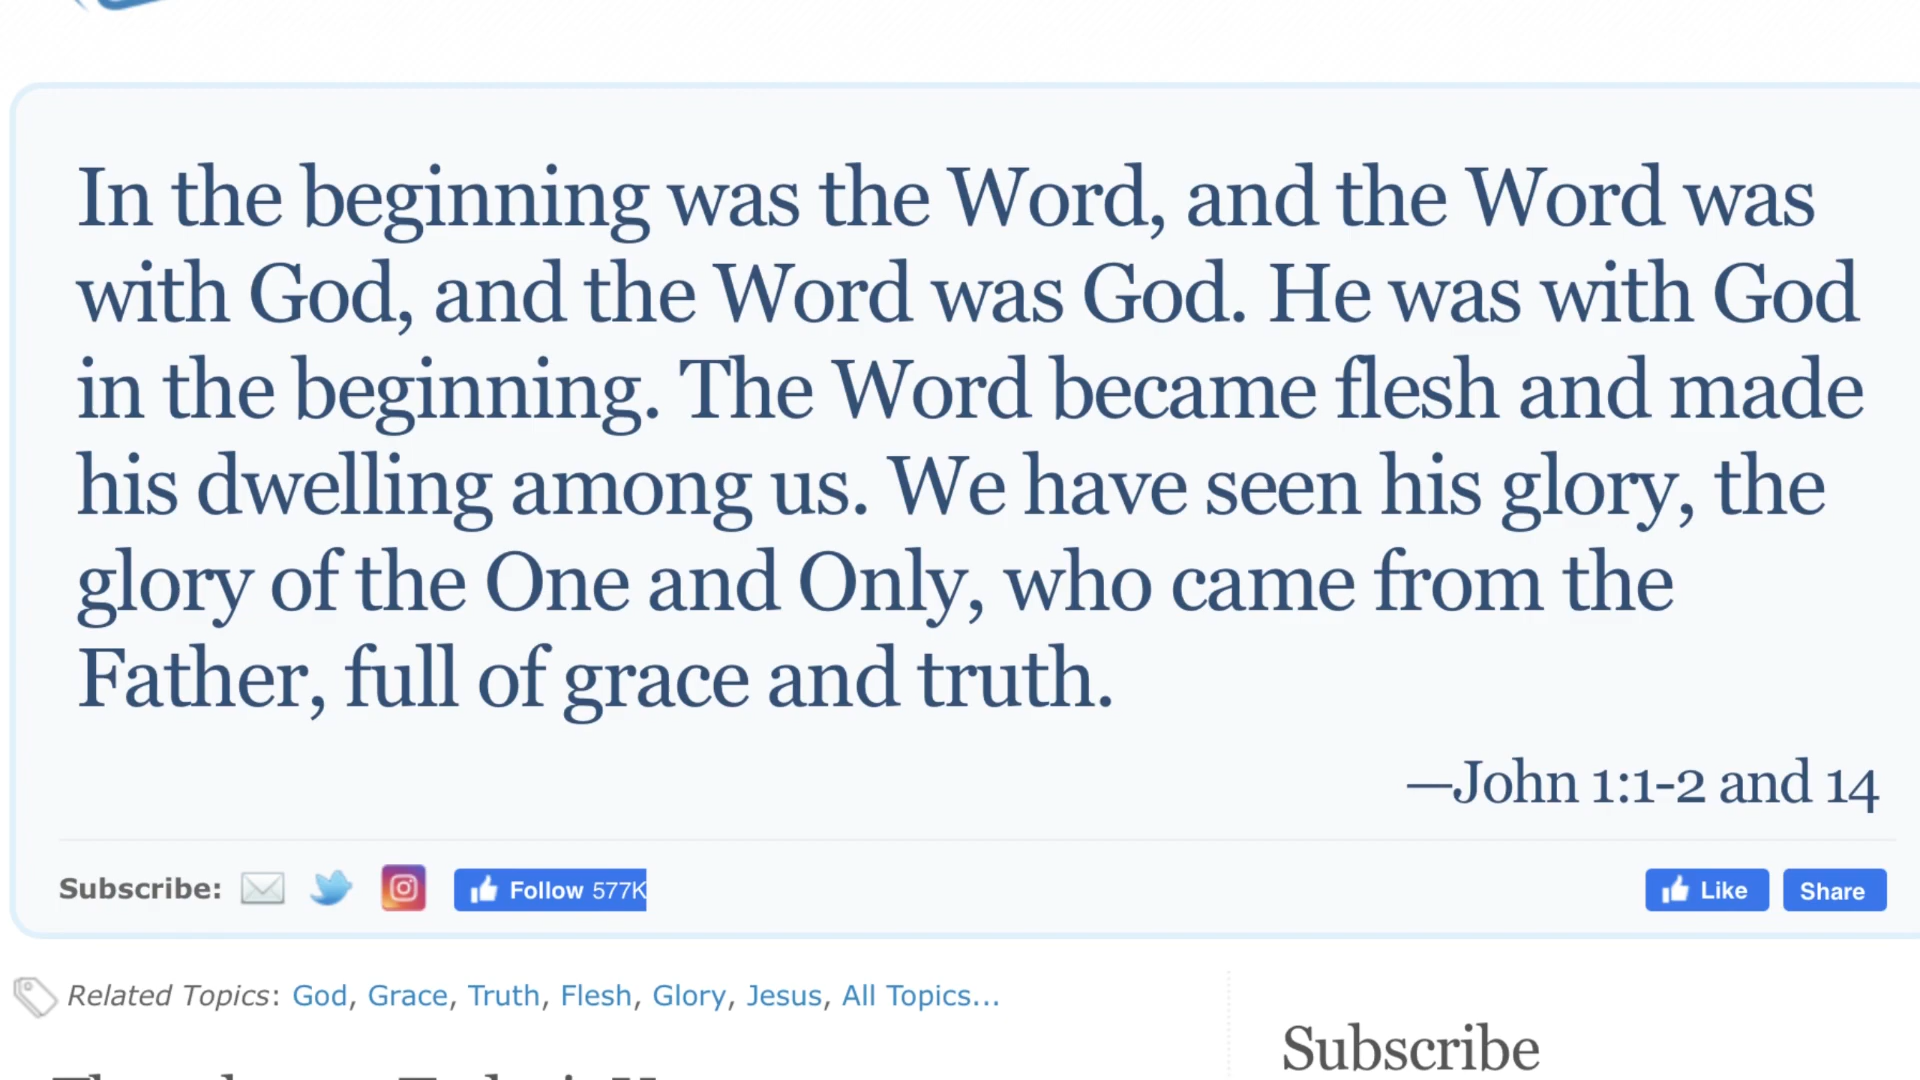 In the beginning was the Word, and the Word was
with God, and the Word was God. He was with God
in the beginning. The Word became flesh and made
his dwelling among us. We have seen his glory, the
glory of the One and Only, who came from the
Father, full of grace and truth.
—John 1:1-2 and 14
Subscribe: Follow 577K Like Share
Related Topics: God, Grace, Truth, Flesh, Glory, Jesus, All Topics...
Subscribe